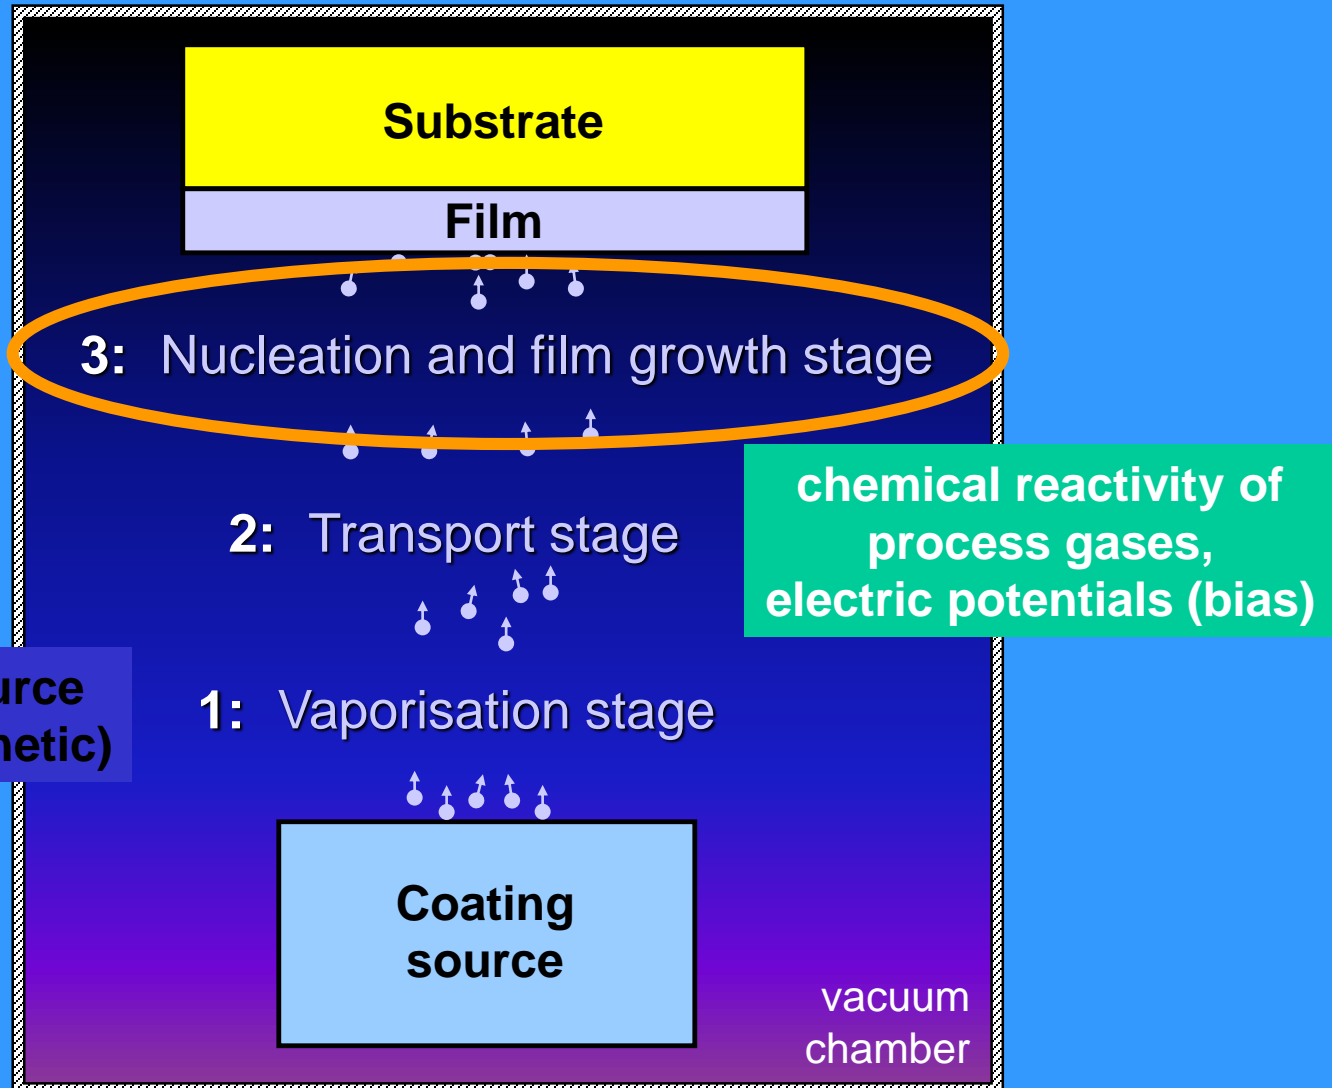 Substrate
Film
3: Nucleation and film growth stage
chemical reactivity of
process gases,
electric potentials (bias)
2: Transport stage
1: Vaporisation stage
Coating
source
vacuum
chamber